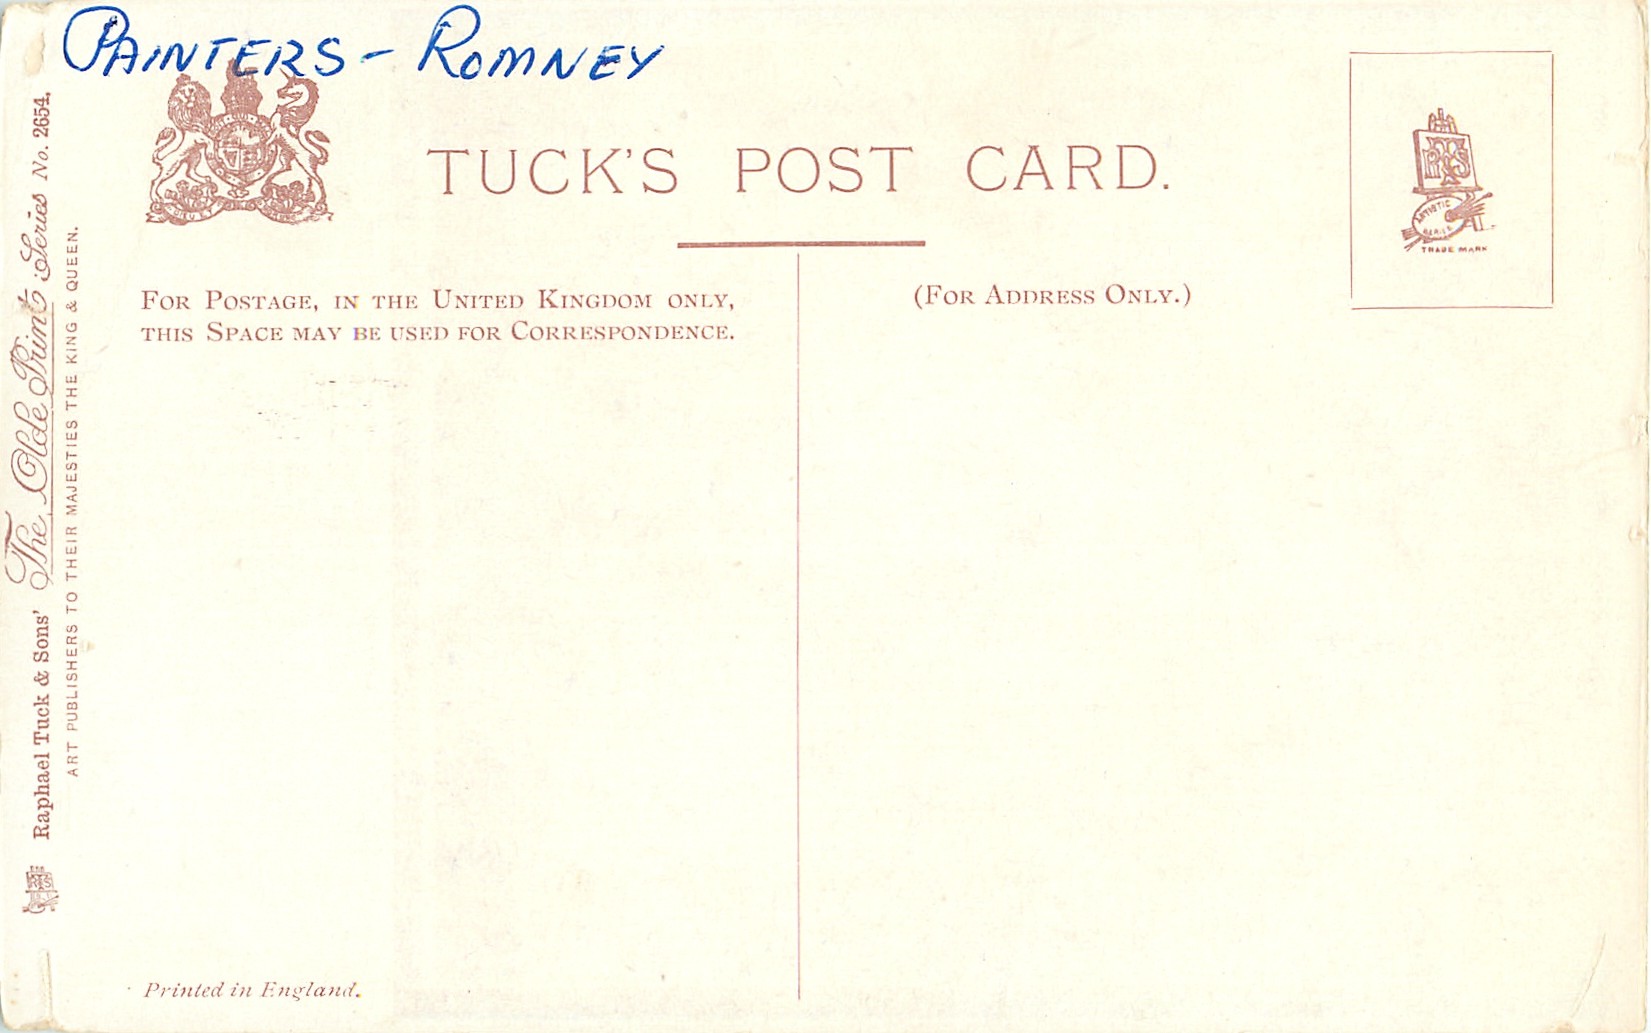 PAINTERS - ROMNEY
TUCK'S POST CARD.
FOR POSTAGE, IN THE UNITED KINGDOM ONLY,
THIS SPACE MAY BE USED FOR CORRESPONDENCE.
(FOR ADDRESS ONLY.)
ARTISTIC
SERIES
TRADE MARK
Raphael Tuck & Sons' The Olde Print Series No. 2654.
ART PUBLISHERS TO THEIR MAJESTIES THE KING & QUEEN.
Printed in England.